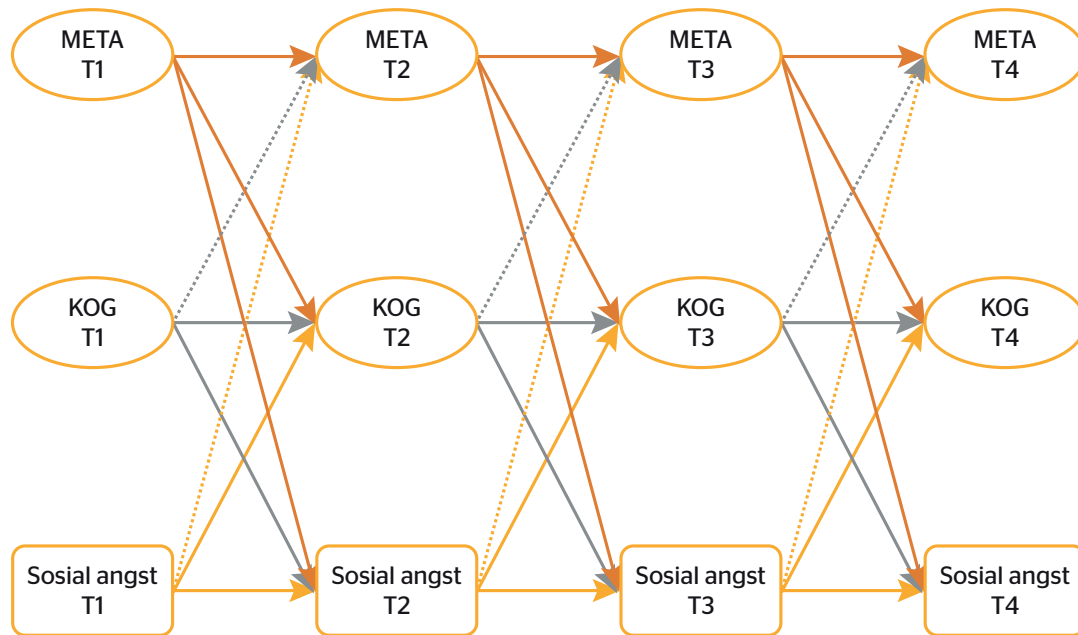 META
T1
META
T2
META
T3
META
T4
KOG
T1
KOG
T2
KOG
T3
KOG
T4
Sosial angst
T1
Sosial angst
T2
Sosial angst
T3
Sosial angst
T4